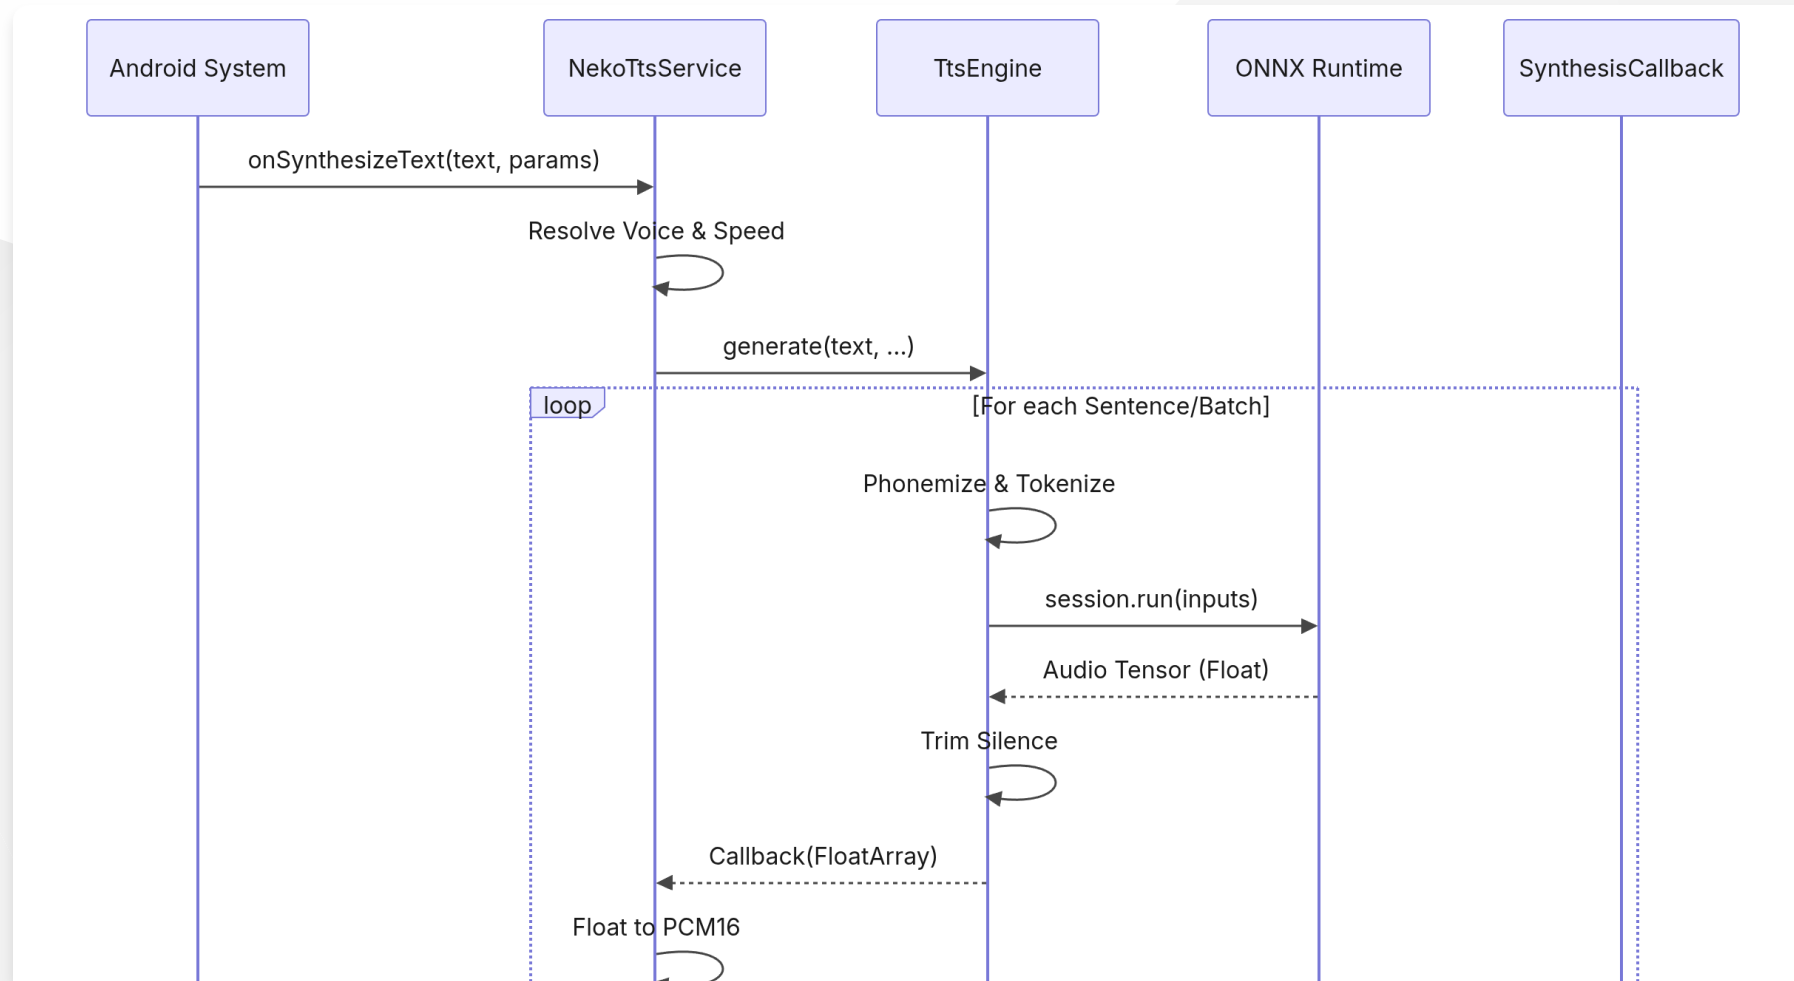 Android System
NekoTtsService
TtsEngine
ONNX Runtime
SynthesisCallback
onSynthesizeText(text, params)
Resolve Voice & Speed
generate(text, ...)
loop
[For each Sentence/Batch]
Phonemize & Tokenize
session.run(inputs)
Audio Tensor (Float)
Trim Silence
Callback(FloatArray)
Float to PCM16